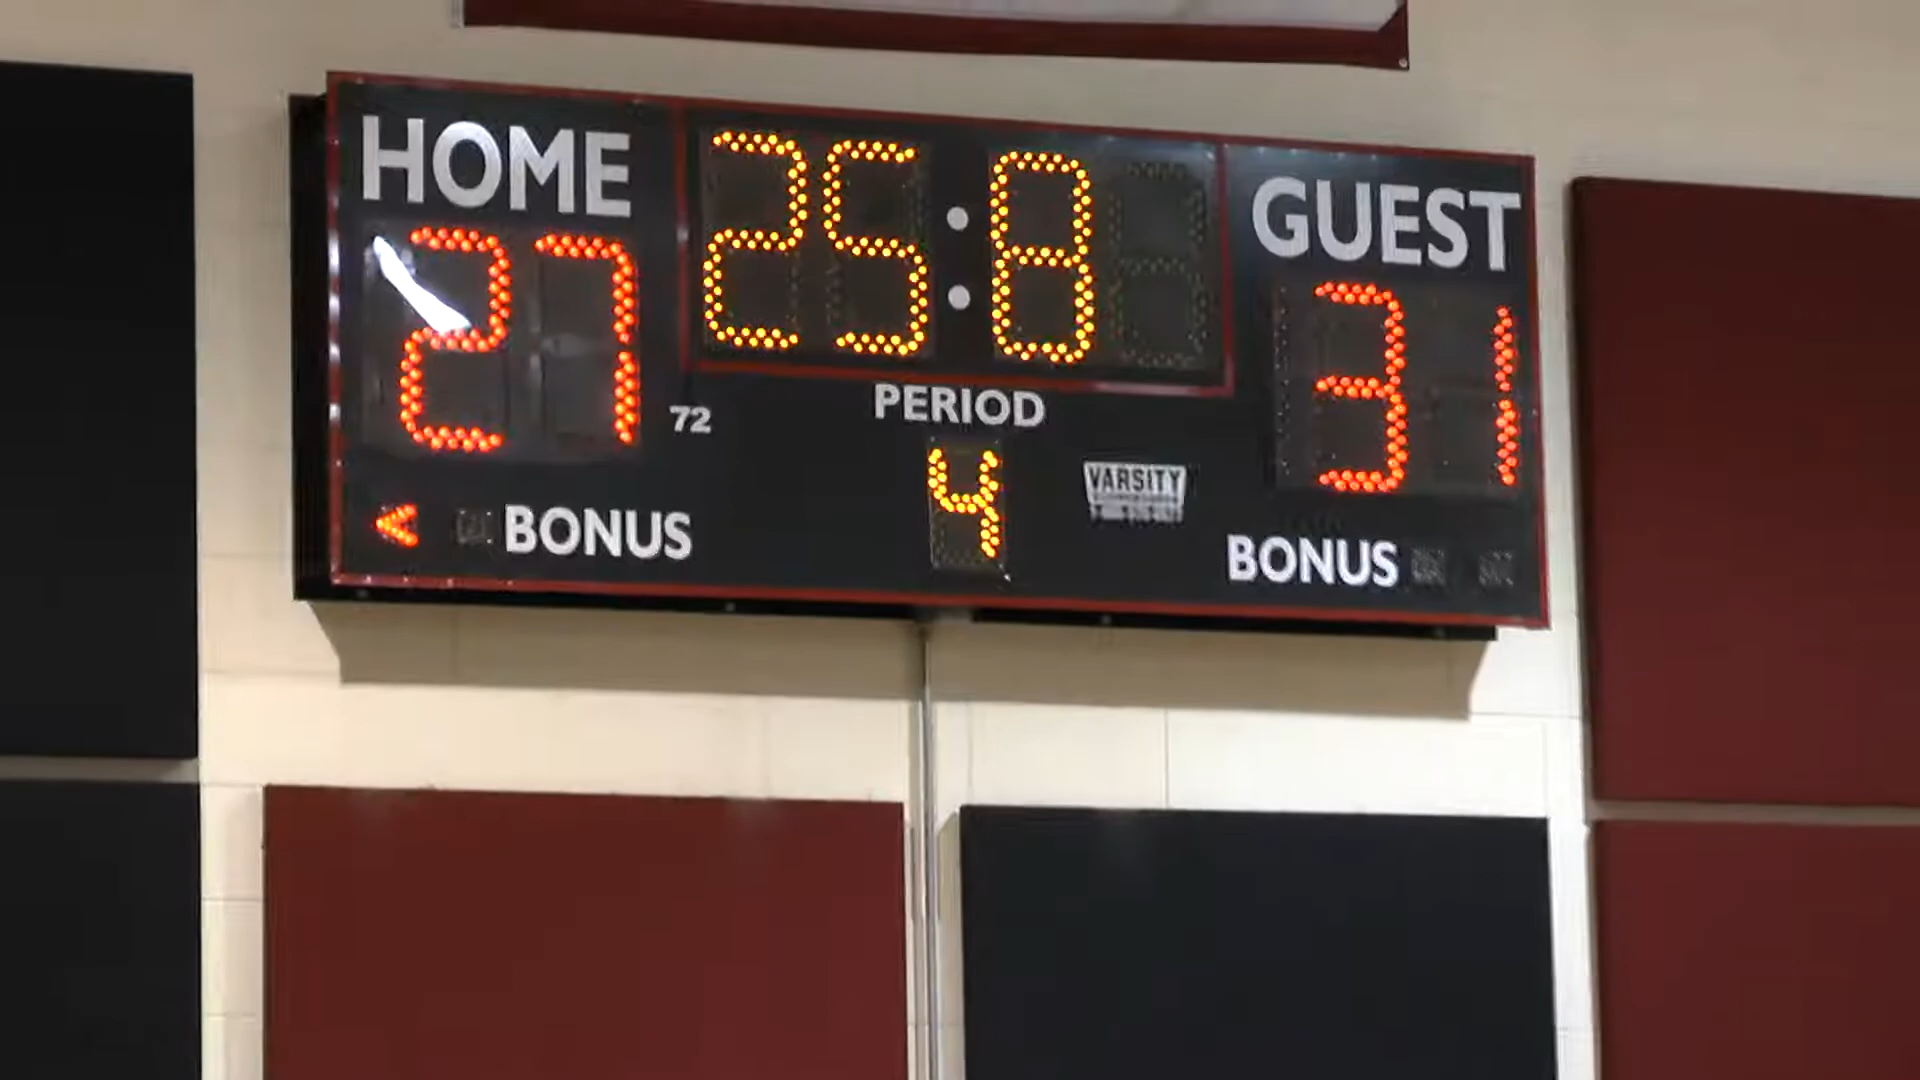 HOME
25:8
GUEST
27
31
72
PERIOD
4
VARSITY
< BONUS
BONUS